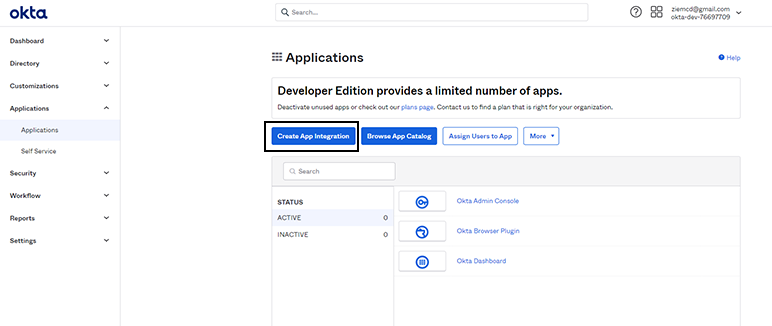 okta
Search...
ziemcd@gmail.com
okta-dev-76697709
Dashboard
Directory
Customizations
Applications
Applications
Self Service
Security
Workflow
Reports
Settings
Applications
Help
Developer Edition provides a limited number of apps.
Deactivate unused apps or check out our plans page. Contact us to find a plan that is right for your organization.
Create App Integration
Browse App Catalog
Assign Users to App
More
Search
STATUS
ACTIVE 0
INACTIVE 0
Okta Admin Console
Okta Browser Plugin
Okta Dashboard